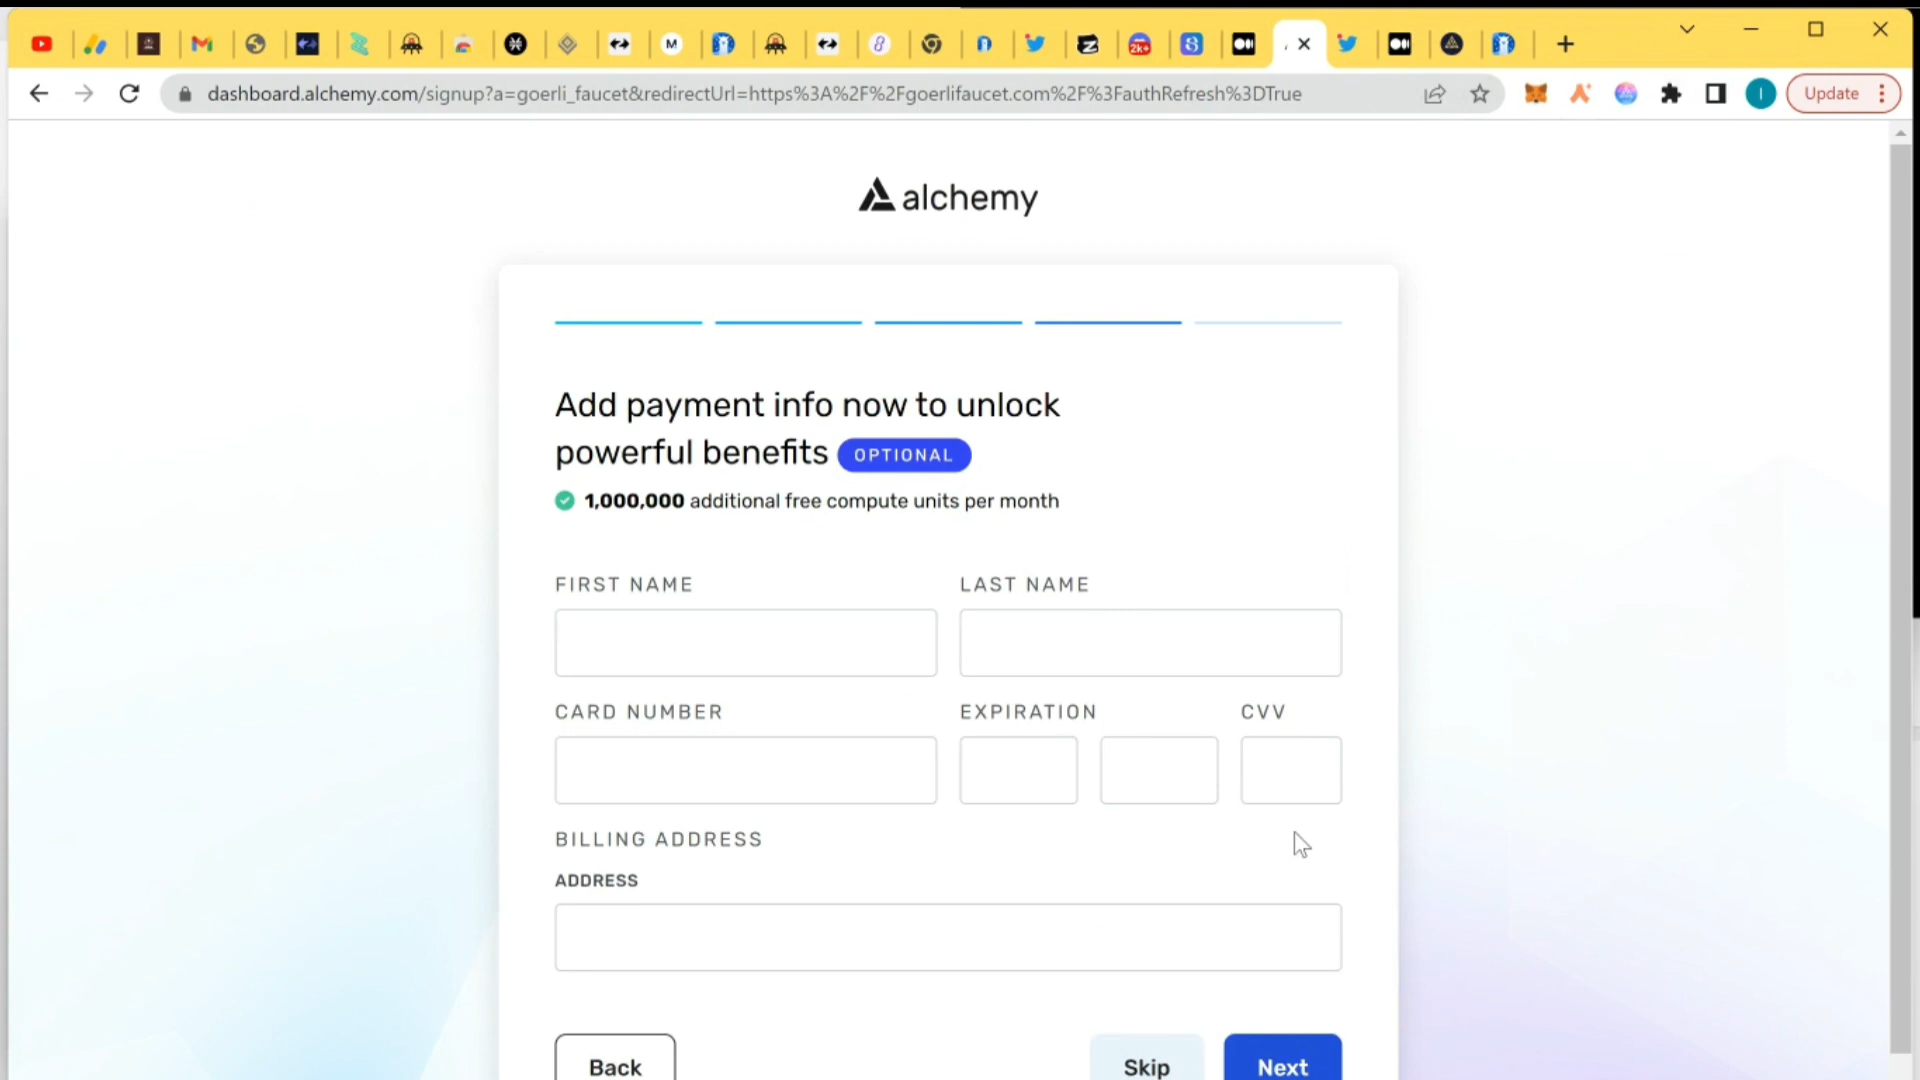 M
2k+
dashboard.alchemy.com/signup?a=goerli_faucet&redirectUrl=https%3A%2F%2Fgoerlifaucet.com%2F%3FauthRefresh%3DTrue
I
Update
alchemy
Add payment info now to unlock
powerful benefits OPTIONAL
1,000,000 additional free compute units per month
FIRST NAME LAST NAME
CARD NUMBER EXPIRATION CVV
BILLING ADDRESS
ADDRESS
Back Skip Next